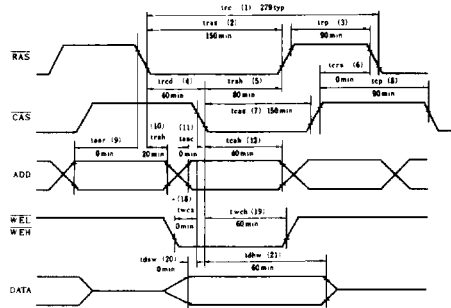 trc (1) 279typ
tras (2)
150min
trp (3)
90min
RAS
trcd (4)
60min
trsh (5)
80min
tcrs (6)
0min
tcp (8)
90min
CAS
tcas (7) 150min
tasr (9)
0min
(10)
trah
20min
(11)
tasc
0min
tcah (12)
60min
ADD
(18)
twcs
0min
twch (19)
60min
WEL
WEH
tdsw (20)
0min
tdhw (21)
60min
DATA